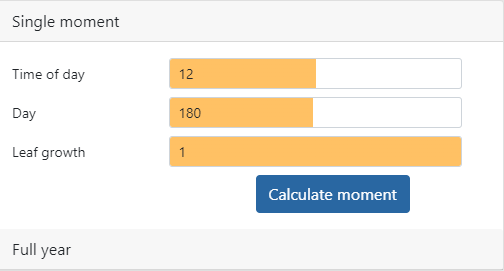 Single moment
Time of day 12
Day 180
Leaf growth 1
Calculate moment
Full year